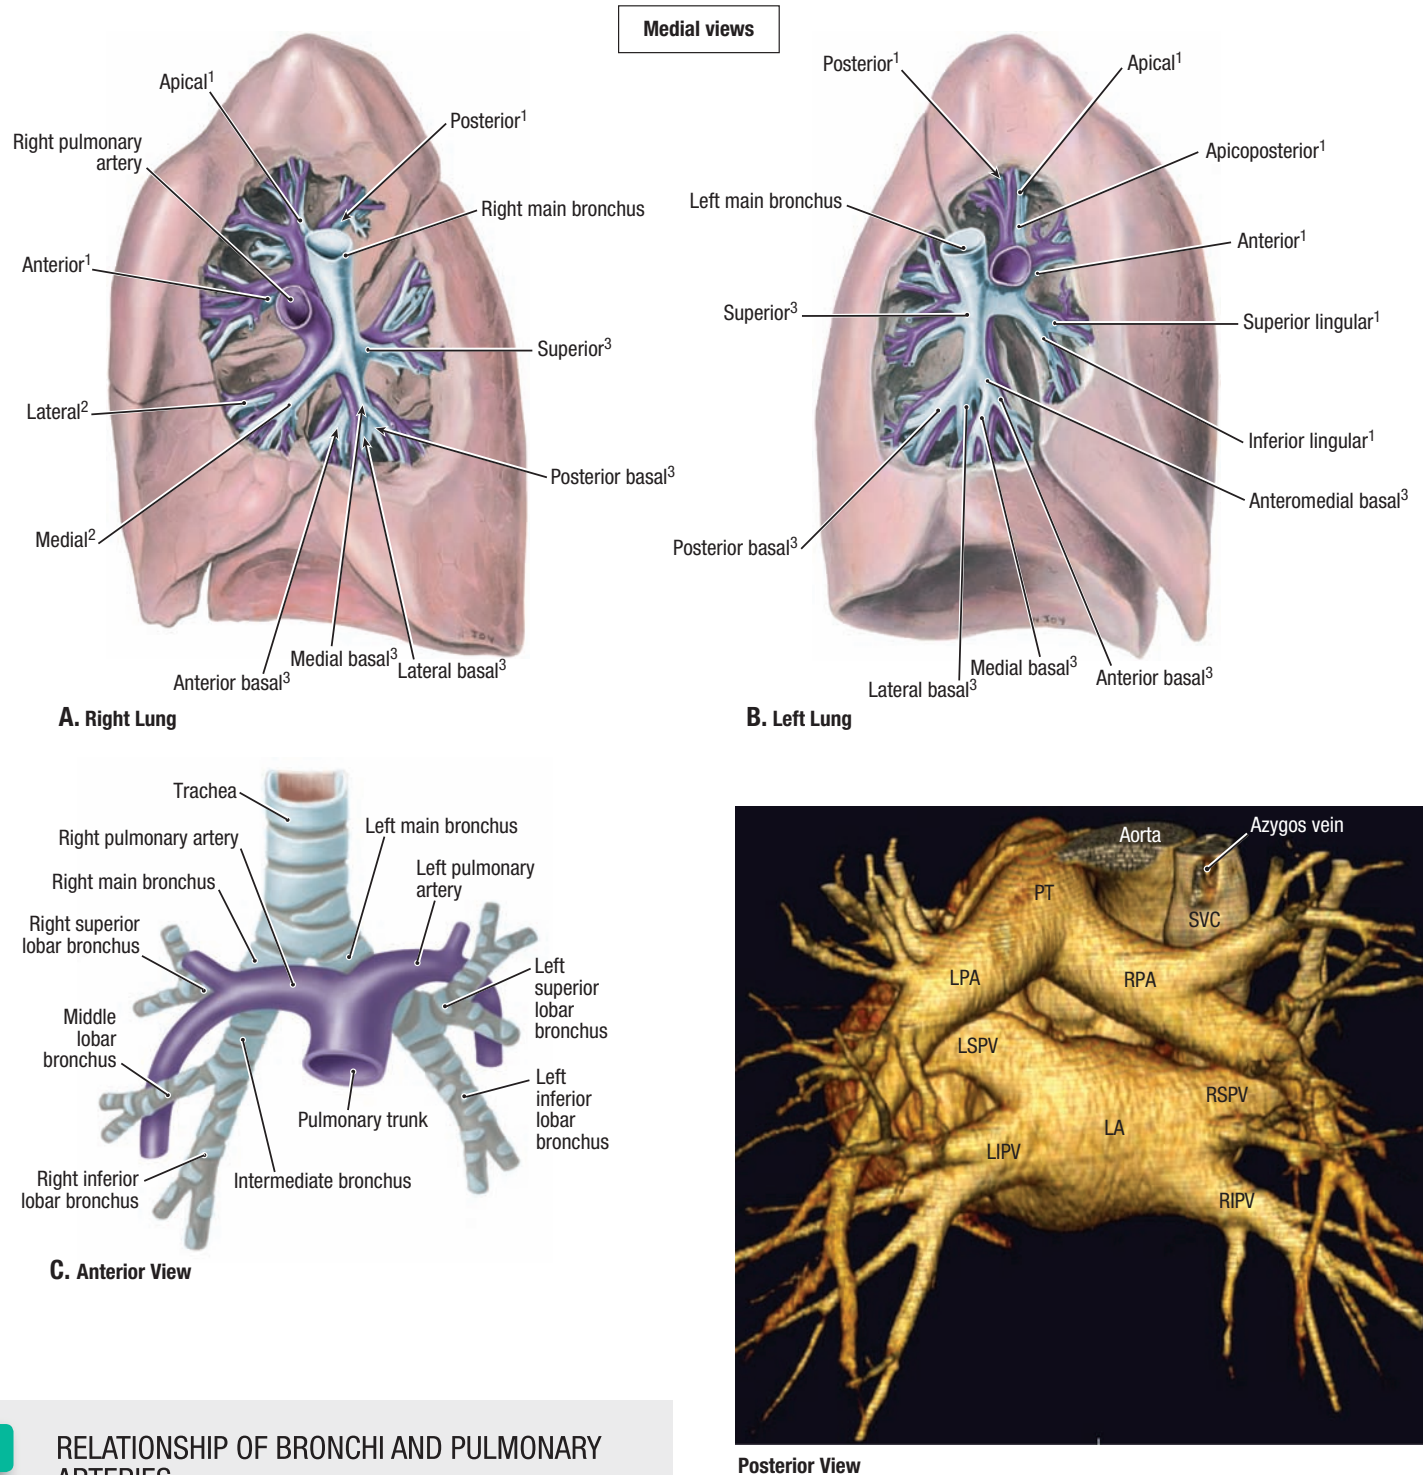 Medial views
Apical1
Posterior1
Right pulmonary
artery
Right main bronchus
Anterior1
Superior3
Lateral2
Posterior basal3
Medial2
Medial basal3
Lateral basal3
Anterior basal3
N. JOY
A. Right Lung
Posterior1
Apical1
Apicoposterior1
Left main bronchus
Anterior1
Superior3
Superior lingular1
Inferior lingular1
Anteromedial basal3
Posterior basal3
Medial basal3
Anterior basal3
Lateral basal3
N JOY
B. Left Lung
Trachea
Right pulmonary artery
Left main bronchus
Left pulmonary
artery
Right main bronchus
Right superior
lobar bronchus
Left
superior
lobar
bronchus
Middle
lobar
bronchus
Left
inferior
lobar
bronchus
Pulmonary trunk
Right inferior
lobar bronchus
Intermediate bronchus
C. Anterior View
Aorta
Azygos vein
PT
SVC
LPA
RPA
LSPV
RSPV
LA
LIPV
RIPV
Posterior View
RELATIONSHIP OF BRONCHI AND PULMONARY
ARTERIES